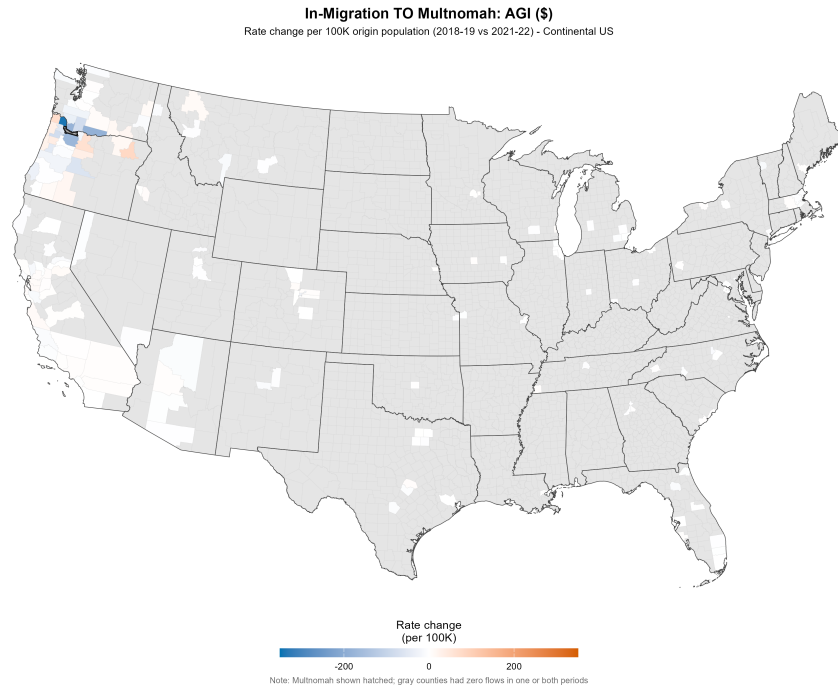 In-Migration TO Multnomah: AGI ($)
Rate change per 100K origin population (2018-19 vs 2021-22) - Continental US
Rate change
(per 100K)
-200 0 200
Note: Multnomah shown hatched; gray counties had zero flows in one or both periods